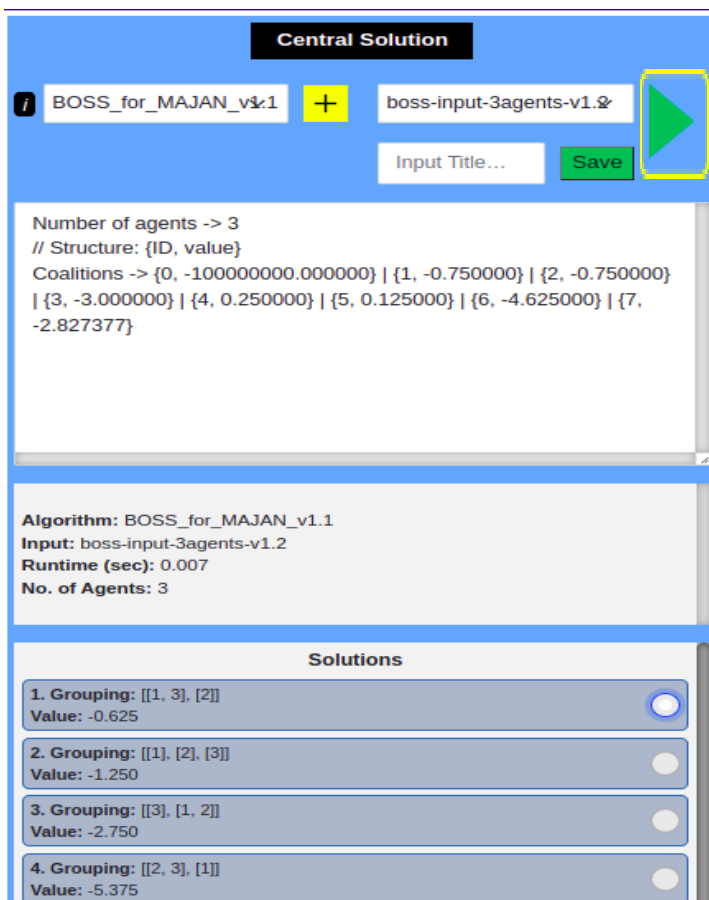 Central Solution
i BOSS_for_MAJAN_v1.1 + boss-input-3agents-v1.2
Input Title... Save
Number of agents -> 3
// Structure: {ID, value}
Coalitions -> {0, -100000000.000000} | {1, -0.750000} | {2, -0.750000}
| {3, -3.000000} | {4, 0.250000} | {5, 0.125000} | {6, -4.625000} | {7,
-2.827377}
Algorithm: BOSS_for_MAJAN_v1.1
Input: boss-input-3agents-v1.2
Runtime (sec): 0.007
No. of Agents: 3
Solutions
1. Grouping: [[1, 3], [2]]
Value: -0.625
2. Grouping: [[1], [2], [3]]
Value: -1.250
3. Grouping: [[3], [1, 2]]
Value: -2.750
4. Grouping: [[2, 3], [1]]
Value: -5.375